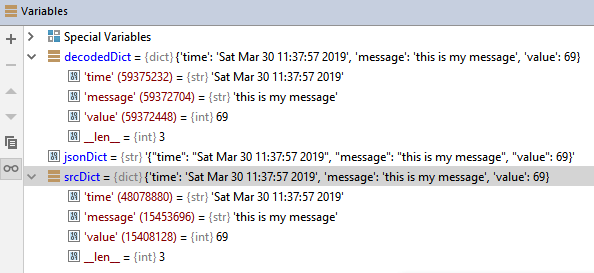 Variables
Special Variables
decodedDict = {dict} {'time': 'Sat Mar 30 11:37:57 2019', 'message': 'this is my message', 'value': 69}
'time' (59375232) = {str} 'Sat Mar 30 11:37:57 2019'
'message' (59372704) = {str} 'this is my message'
'value' (59372448) = {int} 69
__len__ = {int} 3
jsonDict = {str} '{"time": "Sat Mar 30 11:37:57 2019", "message": "this is my message", "value": 69}'
srcDict = {dict} {'time': 'Sat Mar 30 11:37:57 2019', 'message': 'this is my message', 'value': 69}
'time' (48078880) = {str} 'Sat Mar 30 11:37:57 2019'
'message' (15453696) = {str} 'this is my message'
'value' (15408128) = {int} 69
__len__ = {int} 3